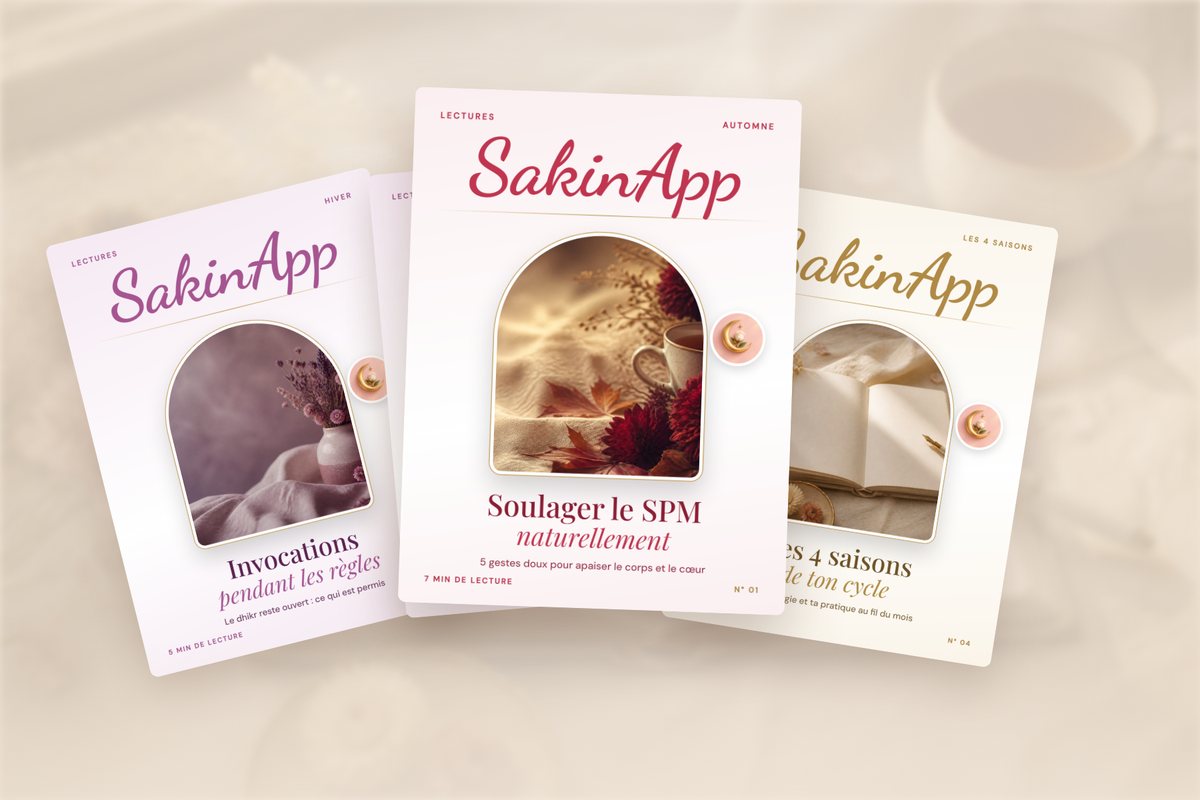 LECTURES
HIVER
SakinApp
Invocations
pendant les règles
Le dhikr reste ouvert : ce qui est permis
5 MIN DE LECTURE
LECTURES
AUTOMNE
SakinApp
Soulager le SPM
naturellement
5 gestes doux pour apaiser le corps et le cœur
7 MIN DE LECTURE
N° 01
LES 4 SAISONS
SakinApp
4 saisons
de ton cycle
et ta pratique au fil du mois
N° 04